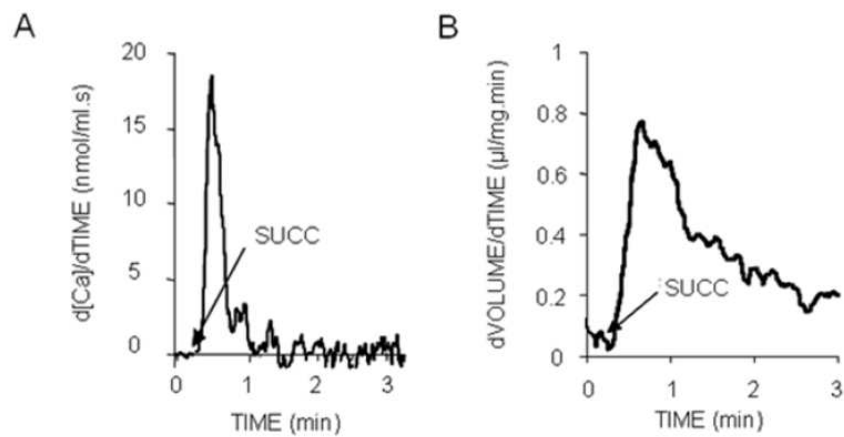 A
B
d[Ca]/dTIME (nmol/ml.s)
20
15
10
5
0
SUCC
0 1 2 3
TIME (min)
dVOLUME/dTIME (µl/mg.min)
1
0.8
0.6
0.4
0.2
0
SUCC
0 1 2 3
TIME (min)